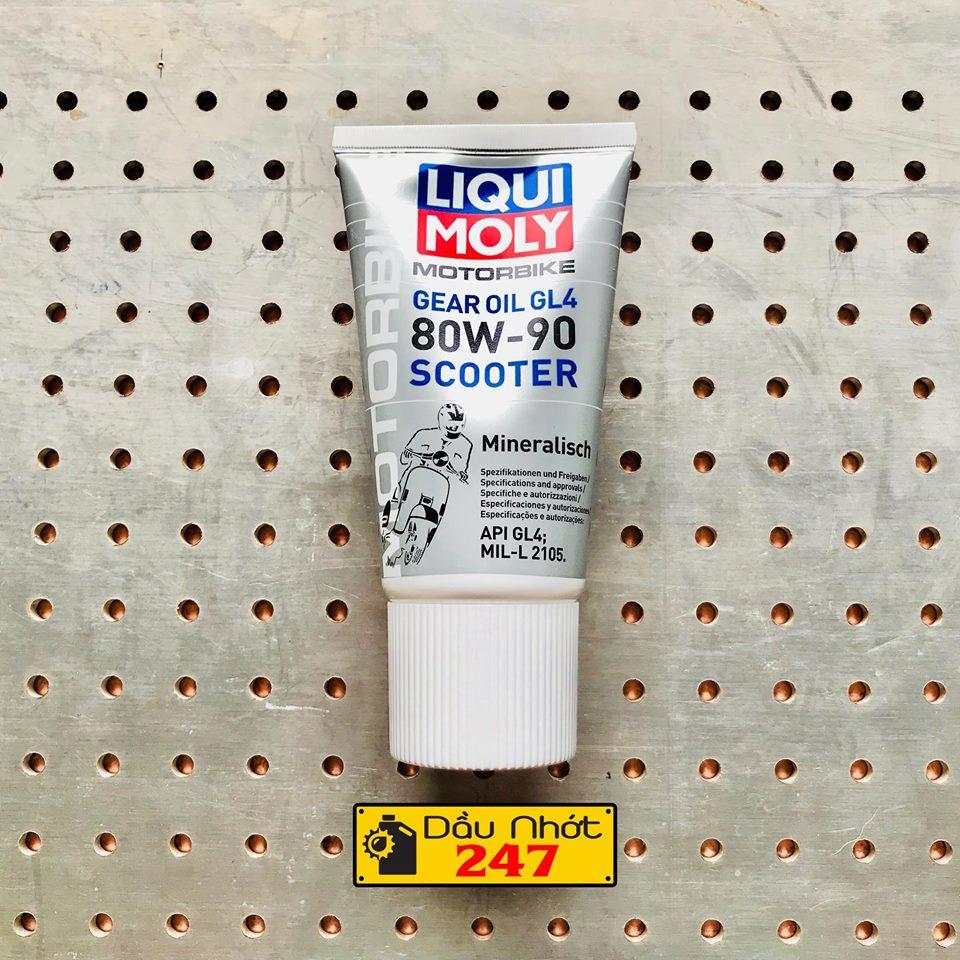 LIQUI
MOLY
MOTORBIKE
GEAR OIL GL4
80W-90
SCOOTER
MOTORBIKE
Mineralisch
Spezifikationen und Freigaben/
Specifications and approvals/
Specifiche e autorizzazioni/
Especificaciones y autorizaciones/
Especificações e autorizações:
API GL4;
MIL-L 2105.
Dầu Nhớt
247